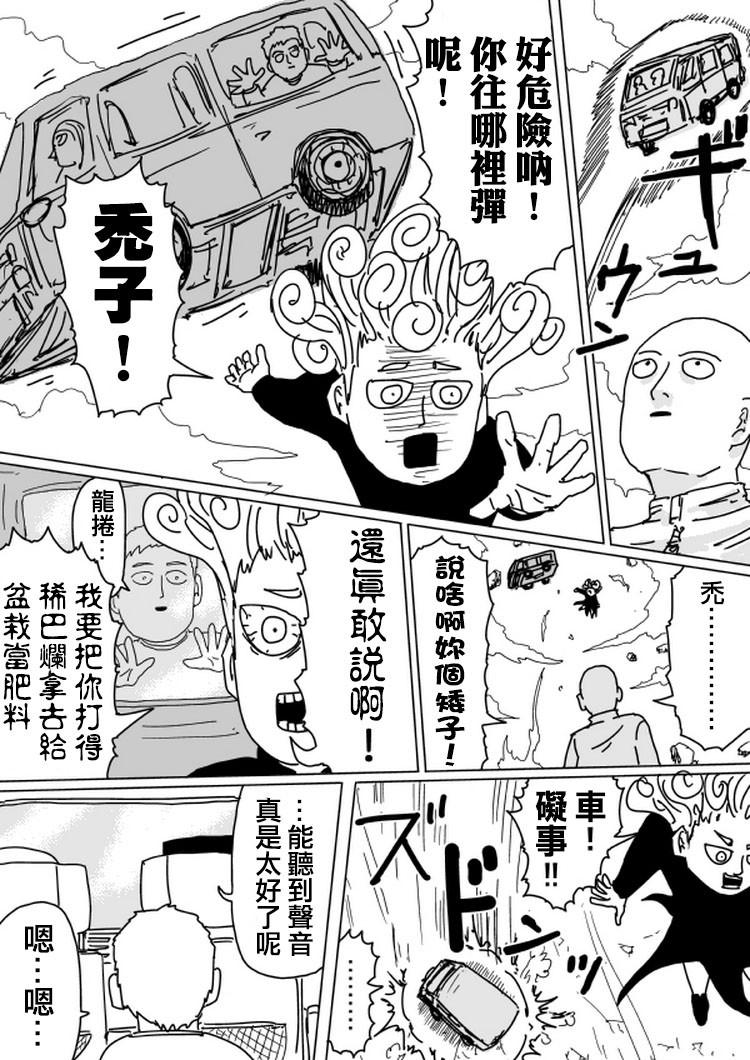 ギュウン
好危險吶！
你往哪裡彈
呢！
禿子！
禿………
……
說啥啊妳個矮子！
還真敢說啊！
龍捲…
我要把你打得
稀巴爛拿去給
盆栽當肥料
車！
礙事!!
ズドンッ
………
…能聽到聲音
真是太好了呢
嗯…嗯…